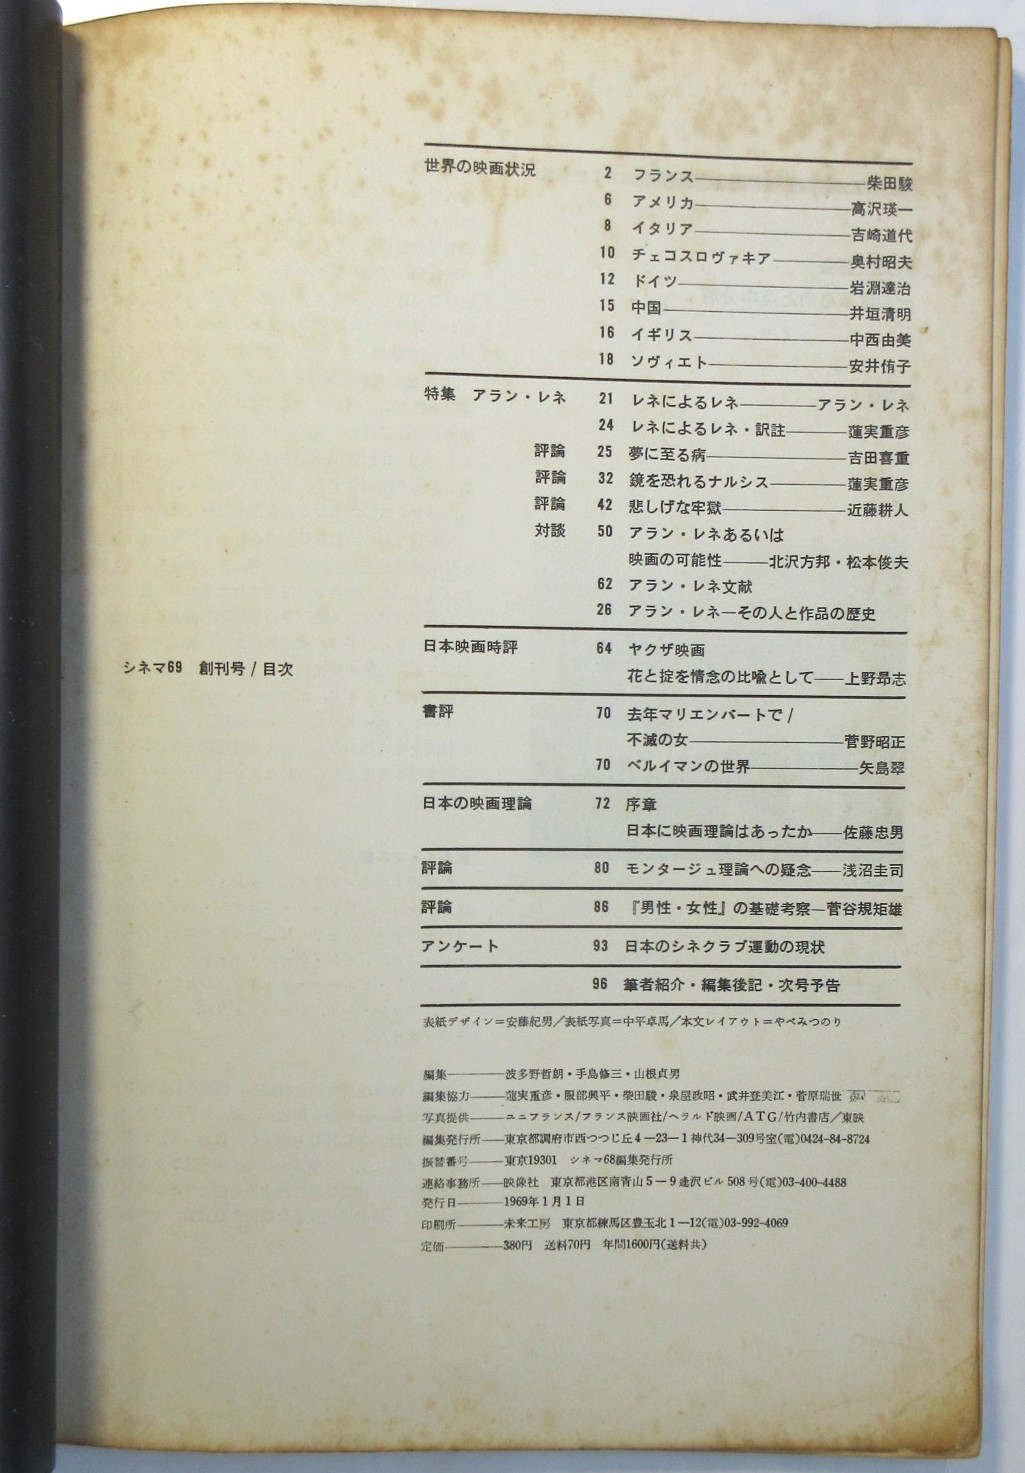 シネマ69 創刊号 / 目次
世界の映画状況 2 フランス――柴田駿
6 アメリカ――高沢瑛一
8 イタリア――吉崎道代
10 チェコスロヴァキア――奥村昭夫
12 ドイツ――岩淵達治
15 中国――井垣清明
16 イギリス――中西由美
18 ソヴィエト――安井侑子
特集 アラン・レネ 21 レネによるレネ――アラン・レネ
24 レネによるレネ・訳註――蓮実重彦
評論 25 夢に至る病――吉田喜重
評論 32 鏡を恐れるナルシス――蓮実重彦
評論 42 悲しげな牢獄――近藤耕人
対談 50 アラン・レネあるいは
映画の可能性――北沢方邦・松本俊夫
62 アラン・レネ文献
26 アラン・レネ―その人と作品の歴史
日本映画時評 64 ヤクザ映画
花と掟を情念の比喩として――上野昂志
書評 70 去年マリエンバートで /
不滅の女――菅野昭正
70 ベルイマンの世界――矢島翠
日本の映画理論 72 序章
日本に映画理論はあったか――佐藤忠男
評論 80 モンタージュ理論への疑念――浅沼圭司
評論 86 『男性・女性』の基礎考察―菅谷規矩雄
アンケート 93 日本のシネクラブ運動の現状
96 筆者紹介・編集後記・次号予告
表紙デザイン=安藤紀男/表紙写真=中平卓馬/本文レイアウト=やべみつのり
編集――波多野哲朗・手島修三・山根貞男
編集協力――蓮実重彦・服部興平・柴田駿・泉屋政昭・武井登美江・菅原瑞世
写真提供――ユニフランス/フランス映画社/ヘラルド映画/ATG/竹内書店/東映
編集発行所――東京都調府市西つつじ丘4―23―1 神代34―309号室(電)0424-84-8724
振替番号――東京19301 シネマ68編集発行所
連絡事務所――映像社 東京都港区南青山5―9 逢沢ビル 508号(電)03-400-4488
発行日――1969年1月1日
印刷所――未来工房 東京都練馬区豊玉北1―12(電)03-992-4069
定価――380円 送料70円 年間1600円(送料共)